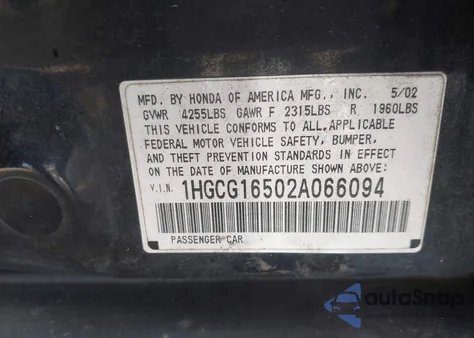 MFD. BY HONDA OF AMERICA MFG., INC. 5/02
GVWR 4255LBS GAWR F 2315LBS R 1960LBS
THIS VEHICLE CONFORMS TO ALL APPLICABLE
FEDERAL MOTOR VEHICLE SAFETY, BUMPER,
AND THEFT PREVENTION STANDARDS IN EFFECT
ON THE DATE OF MANUFACTURE SHOWN ABOVE:
V.I.N. 1HGCG16502A066094
PASSENGER CAR
autoSnap